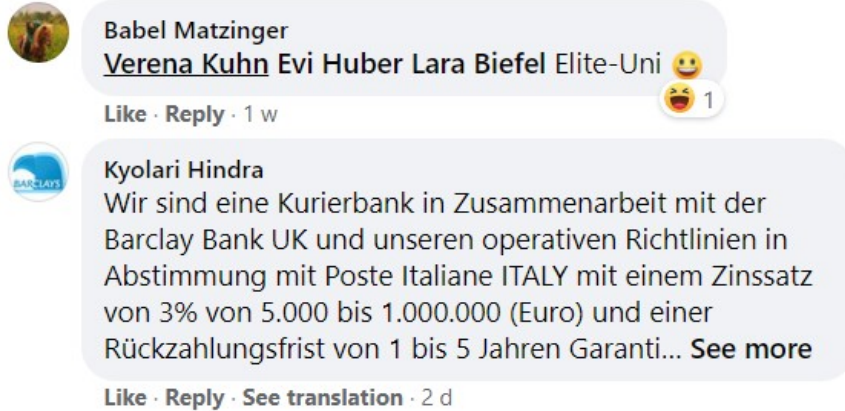 Babel Matzinger
Verena Kuhn Evi Huber Lara Biefel Elite-Uni 😀
😆 1
Like · Reply · 1 w
BARCLAYS
Kyolari Hindra
Wir sind eine Kurierbank in Zusammenarbeit mit der
Barclay Bank UK und unseren operativen Richtlinien in
Abstimmung mit Poste Italiane ITALY mit einem Zinssatz
von 3% von 5.000 bis 1.000.000 (Euro) und einer
Rückzahlungsfrist von 1 bis 5 Jahren Garanti... See more
Like · Reply · See translation · 2 d